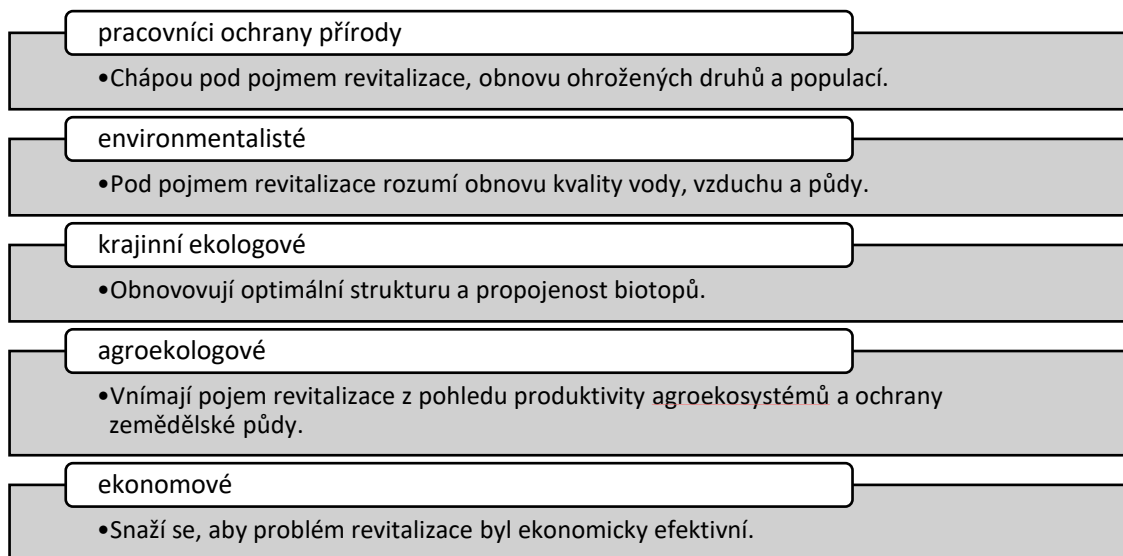 pracovníci ochrany přírody
•Chápou pod pojmem revitalizace, obnovu ohrožených druhů a populací.
environmentalisté
•Pod pojmem revitalizace rozumí obnovu kvality vody, vzduchu a půdy.
krajinní ekologové
•Obnovovují optimální strukturu a propojenost biotopů.
agroekologové
•Vnímají pojem revitalizace z pohledu produktivity agroekosystémů a ochrany
zemědělské půdy.
ekonomové
•Snaží se, aby problém revitalizace byl ekonomicky efektivní.